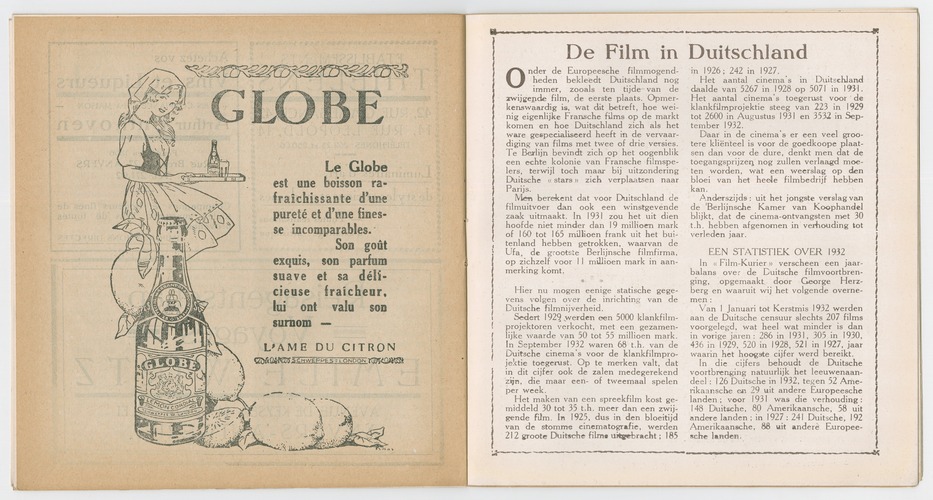 GLOBE
Le Globe
est une boisson ra-
fraichissante d'une
pureté et d'une fines-
se incomparables.
Son goût
exquis, son parfum
suave et sa déli-
cieuse fraicheur,
lui ont valu son
surnom —
L'AME DU CITRON
SCHWEPPES LONDON
GLOBE
De Film in Duitschland
Onder de Europeesche filmmogend-
heden bekleedt Duitschland nog
immer, zooals ten tijde van de
zwijgende film, de eerste plaats. Opmer-
kenswaardig is, wat dit betreft, hoe wei-
nig eigenlijke Fransche films op de markt
komen en hoe Duitschland zich als het
ware gespecialiseerd heeft in de vervaar-
diging van films met twee of drie versies.
Te Berlijn bevindt zich op het oogenblik
een echte kolonie van Fransche filmspe-
lers, terwijl toch maar bij uitzondering
Duitsche « stars » zich verplaatsen naar
Parijs.
Men berekent dat voor Duitschland de
filmuitvoer dan ook een winstgevende
zaak uitmaakt. In 1931 zou het uit dien
hoofde niet minder dan 19 millioen mark
of 160 tot 165 millioen frank uit het bui-
tenland hebben getrokken, waarvan de
Ufa, de grootste Berlijnsche filmfirma,
op zichzelf voor 11 millioen mark in aan-
merking komt.
Hier nu mogen eenige statische gege-
vens volgen over de inrichting van de
Duitsche filmnijverheid.
Sedert 1929 werden een 5000 klankfilm-
projektoren verkocht, met een gezamen-
lijke waarde van 50 tot 55 millioen mark.
In September 1932 waren 68 t.h. van de
Duitsche cinema's voor de klankfilmpro-
jektie toegerust. Op te merken valt, dat
in dit cijfer ook de zalen medegerekend
zijn, die maar een- of tweemaal spelen
per week.
Het maken van een spreekfilm kost ge-
middeld 30 tot 35 t.h. meer dan een zwij-
gende film. In 1925, dus in den bloeitijd
van de stomme cinematografie, werden
212 groote Duitsche films uitgebracht ; 185
in 1926 ; 242 in 1927.
Het aantal cinema's in Duitschland
daalde van 5267 in 1928 op 5071 in 1931.
Het aantal cinema's toegerust voor de
klankfilmprojektie steeg van 223 in 1929
tot 2600 in Augustus 1931 en 3532 in Sep-
tember 1932.
Daar in de cinema's er een veel groo-
tere kliënteel is voor de goedkoope plaat-
sen dan voor de dure, denkt men dat de
toegangsprijzen nog zullen verlaagd moe-
ten worden, wat een weerslag op den
bloei van het heele filmbedrijf hebben
kan.
Anderszijds : uit het jongste verslag van
de Berlijnsche Kamer van Koophandel
blijkt, dat de cinema-ontvangsten met 30
t.h. hebben afgenomen in verhouding tot
verleden jaar.
EEN STATISTIEK OVER 1932
In « Film-Kurier » verscheen een jaar-
balans over de Duitsche filmvoortbren-
ging, opgemaakt door George Herz-
berg en waaruit wij het volgende overne-
men :
Van 1 Januari tot Kerstmis 1932 werden
aan de Duitsche censuur slechts 207 films
voorgelegd, wat heel wat minder is dan
in vorige jaren : 286 in 1931, 305 in 1930,
436 in 1929, 520 in 1928, 521 in 1927, jaar
waarin het hoogste cijfer werd bereikt.
In die cijfers behoudt de Duitsche
voortbrenging natuurlijk het leeuwenaan-
deel : 126 Duitsche in 1932, tegen 52 Ame-
rikaansche en 29 uit andere Europeesche
landen ; voor 1931 was die verhouding :
148 Duitsche, 80 Amerikaansche, 58 uit
andere landen ; in 1927 : 241 Duitsche, 192
Amerikaansche, 88 uit andere Europee-
sche landen.